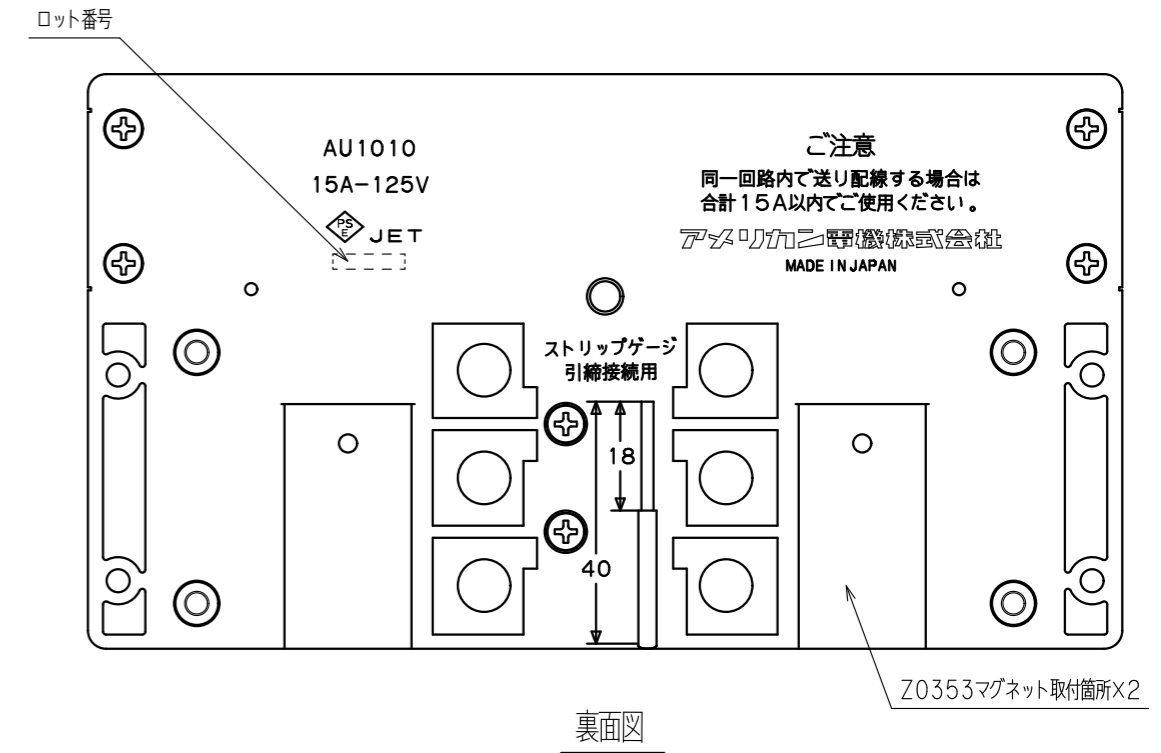 ロット番号
AU1010
15A-125V
PS
E
JET
ご注意
同一回路内で送り配線する場合は
合計15A以内でご使用ください。
アメリカン電機株式会社
MADE IN JAPAN
ストリップゲージ
引締接続用
18
40
Z0353マグネット取付箇所×2
裏面図